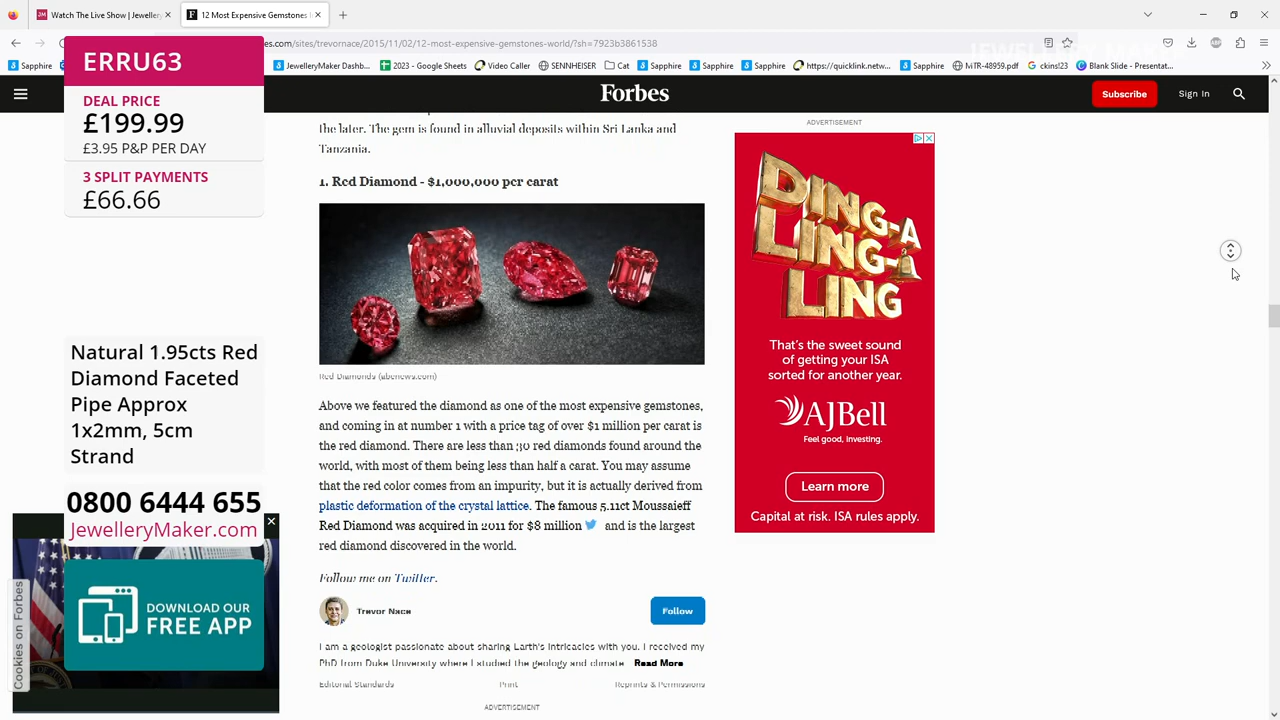 Watch The Live Show | Jeweller
12 Most Expensive Gemstones I
es.com/sites/trevornace/2015/11/02/12-most-expensive-gemstones-world/?sh=7923b3861538
JEWELLERY MAK
Sapphire
JewelleryMaker Dashb...
2023 - Google Sheets
Video Caller
SENNHEISER
Cat
Sapphire
Sapphire
Sapphire
https://quicklink.netw...
Sapphire
MTR-48959.pdf
ckins!23
Blank Slide - Presentat...
Forbes
Subscribe
Sign In
ERRU63
DEAL PRICE
£199.99
£3.95 P&P PER DAY
3 SPLIT PAYMENTS
£66.66
Natural 1.95cts Red
Diamond Faceted
Pipe Approx
1x2mm, 5cm
Strand
0800 6444 655
JewelleryMaker.com
DOWNLOAD OUR
FREE APP
Cookies on Forbes
the later. The gem is found in alluvial deposits within Sri Lanka and
Tanzania.
1. Red Diamond - $1,000,000 per carat
Red Diamonds (abcnews.com)
Above we featured the diamond as one of the most expensive gemstones,
and coming in at number 1 with a price tag of over $1 million per carat is
the red diamond. There are less than 30 red diamonds found around the
world, with most of them being less than half a carat. You may assume
that the red color comes from an impurity, but it is actually derived from
plastic deformation of the crystal lattice. The famous 5.11ct Moussaieff
Red Diamond was acquired in 2011 for $8 million and is the largest
red diamond discovered in the world.
Follow me on Twitter.
Trevor Nace
Follow
I am a geologist passionate about sharing Earth's intricacies with you. I received my
PhD from Duke University where I studied the geology and climate
Read More
Editorial Standards
Print
Reprints & Permissions
ADVERTISEMENT
ADVERTISEMENT
DING-A
LING-A
LING
That's the sweet sound
of getting your ISA
sorted for another year.
AJBell
Feel good, investing.
Learn more
Capital at risk. ISA rules apply.